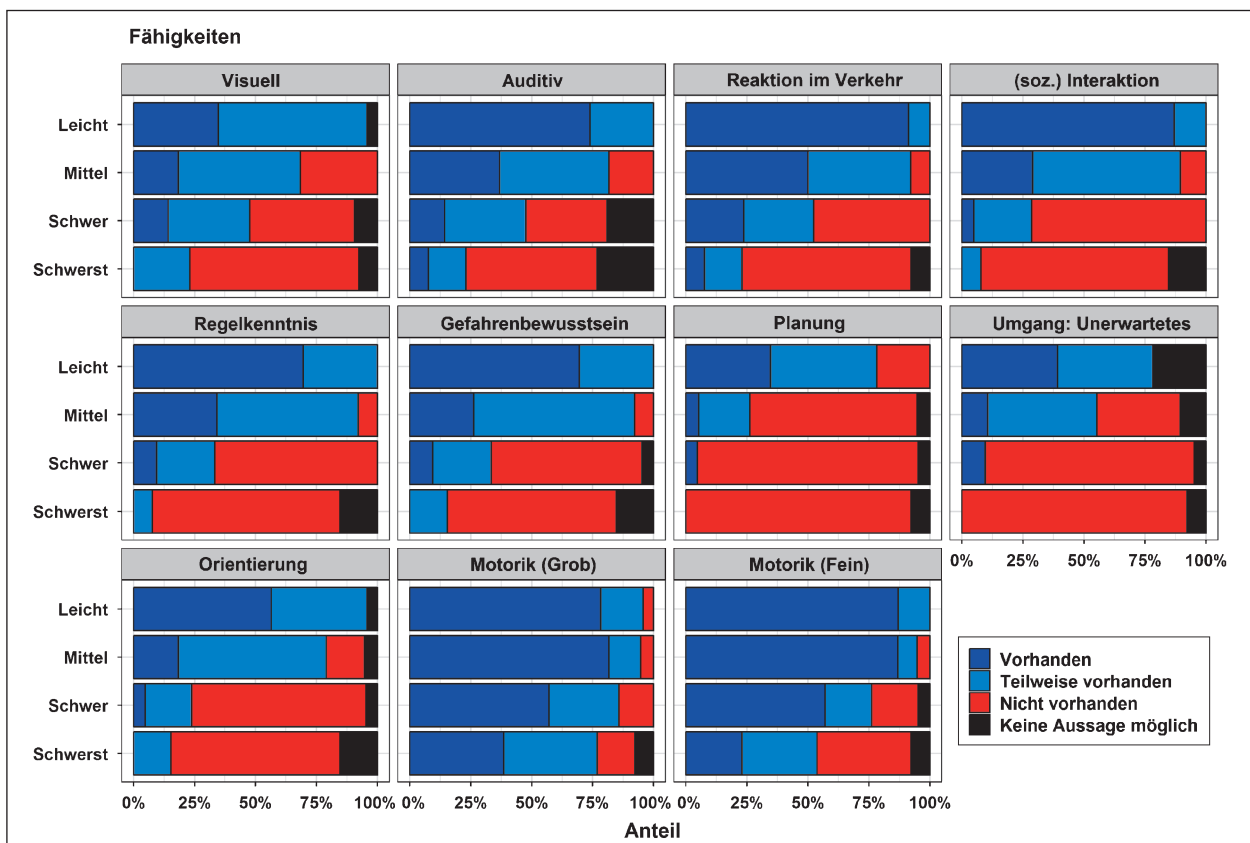 Fähigkeiten
Visuell
Auditiv
Reaktion im Verkehr
(soz.) Interaktion
Leicht
Mittel
Schwer
Schwerst
Regelkenntnis
Gefahrenbewusstsein
Planung
Umgang: Unerwartetes
Leicht
Mittel
Schwer
Schwerst
0% 25% 50% 75% 100%
Orientierung
Motorik (Grob)
Motorik (Fein)
Leicht
Mittel
Schwer
Schwerst
0% 25% 50% 75% 100%
0% 25% 50% 75% 100%
0% 25% 50% 75% 100%
Anteil
Vorhanden
Teilweise vorhanden
Nicht vorhanden
Keine Aussage möglich